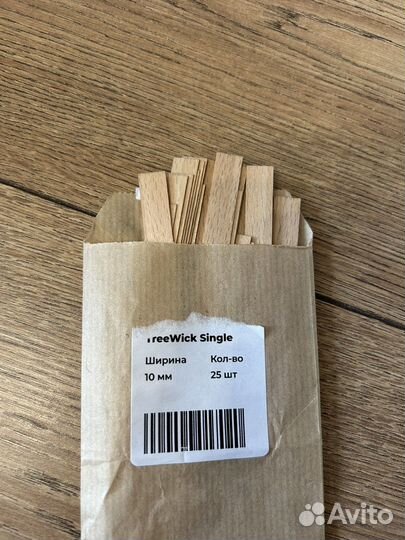 TreeWick Single
Ширина Кол-во
10 мм 25 шт
Avito